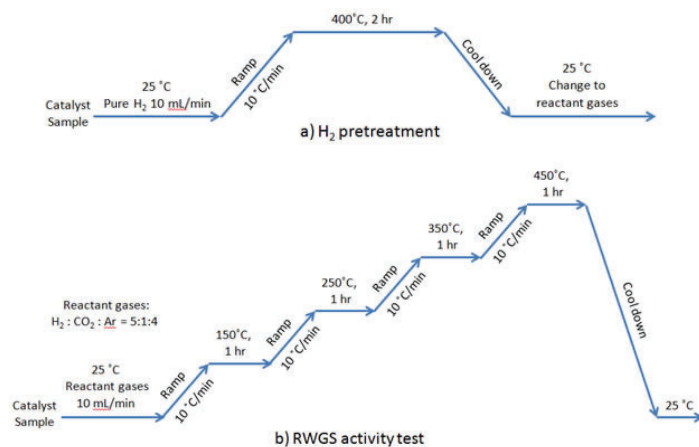 400°C, 2 hr
Ramp
10 °C/min
Cool down
25 °C
Pure H₂ 10 mL/min
Catalyst
Sample
25 °C
Change to
reactant gases
a) H₂ pretreatment
450°C,
1 hr
Ramp
10 °C/min
350°C,
1 hr
Ramp
10 °C/min
250°C,
1 hr
Ramp
10 °C/min
150°C,
1 hr
Ramp
10 °C/min
Cool down
Reactant gases:
H₂ : CO₂ : Ar = 5:1:4
25 °C
Reactant gases
10 mL/min
Catalyst
Sample
25 °C
b) RWGS activity test